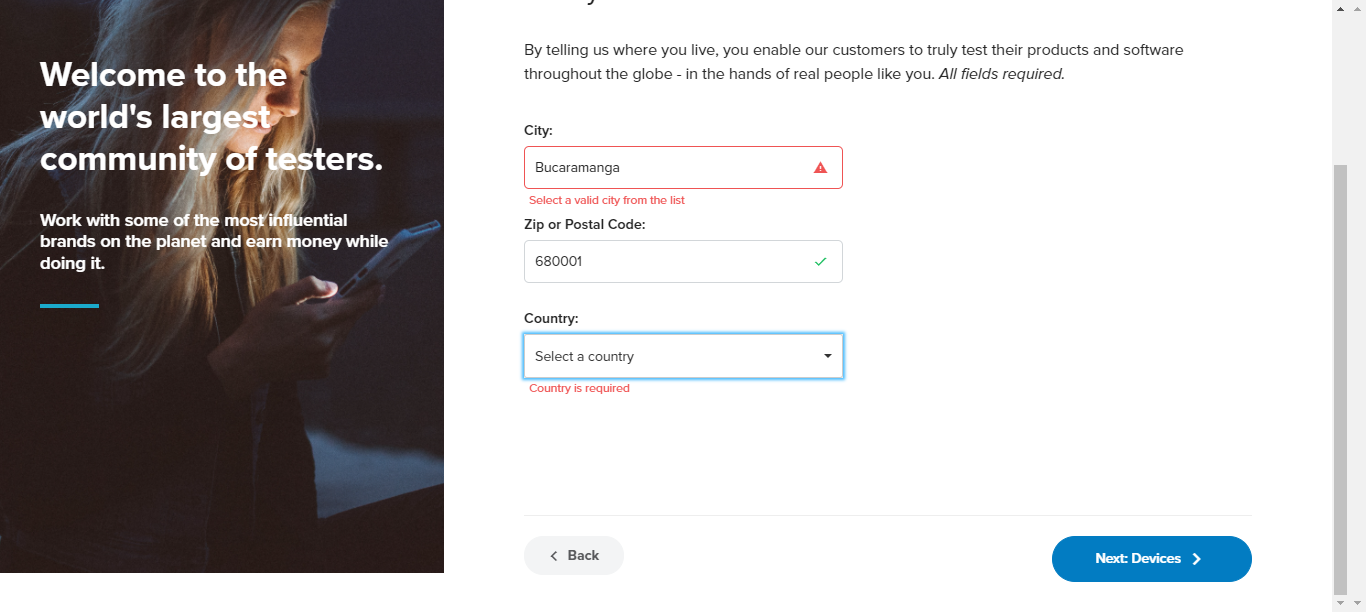 Welcome to the
world's largest
community of testers.
Work with some of the most influential
brands on the planet and earn money while
doing it.
By telling us where you live, you enable our customers to truly test their products and software
throughout the globe - in the hands of real people like you. All fields required.
City:
Bucaramanga
Select a valid city from the list
Zip or Postal Code:
680001
Country:
Select a country
Country is required
Back
Next: Devices